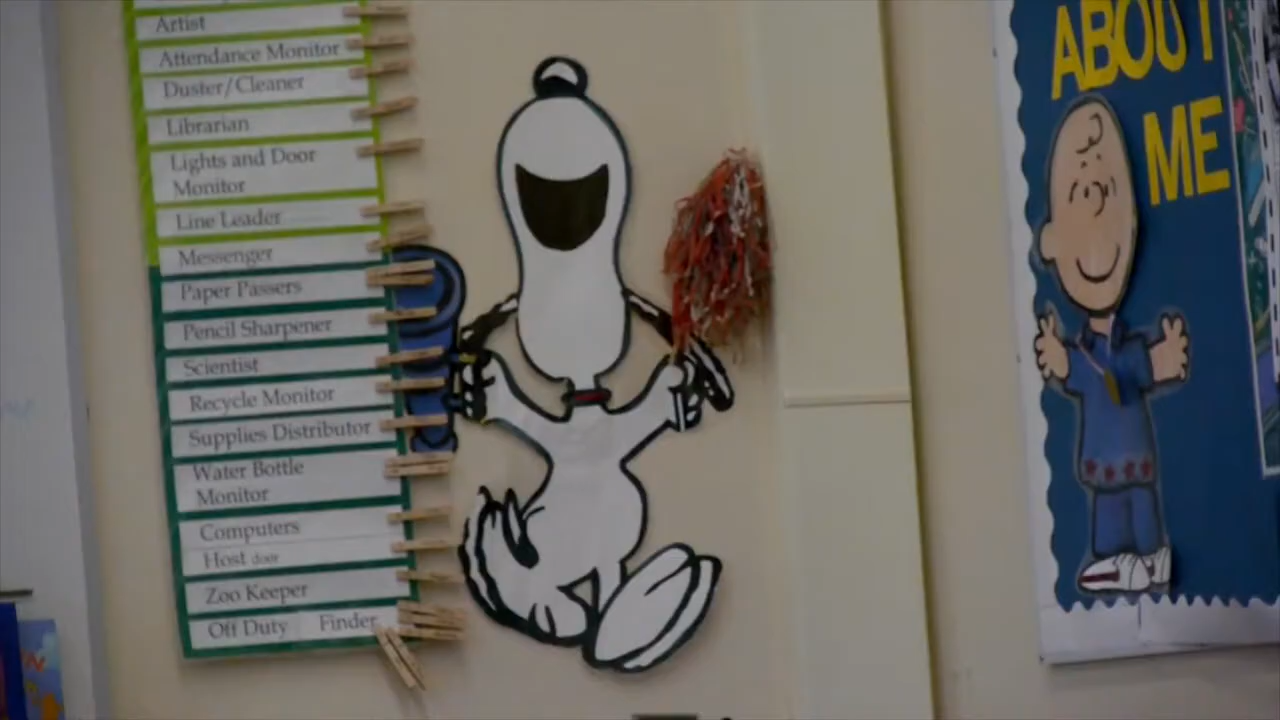 Artist
Attendance Monitor
Duster/Cleaner
Librarian
Lights and Door
Monitor
Line Leader
Messenger
Paper Passers
Pencil Sharpener
Scientist
Recycle Monitor
Supplies Distributor
Water Bottle
Monitor
Computers
Host door
Zoo Keeper
Off Duty Finder
ABOUT
ME